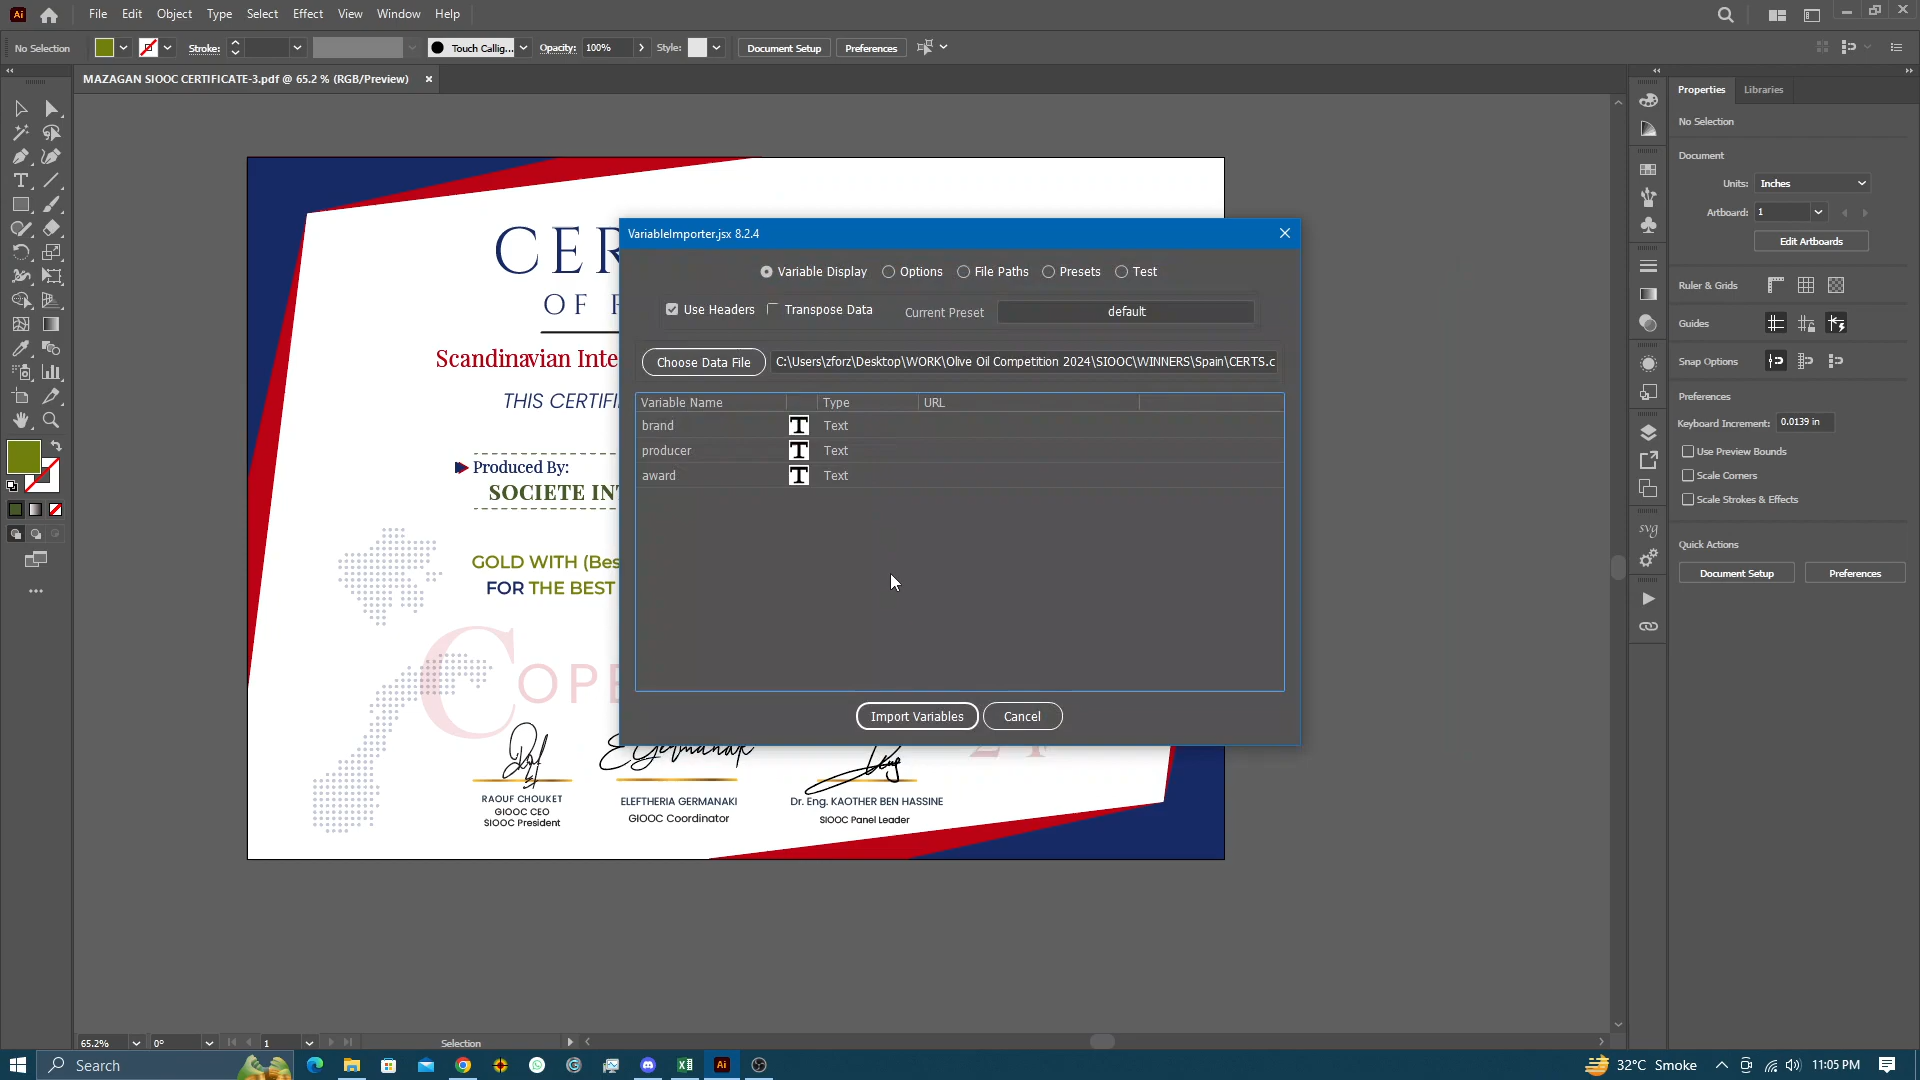 Ai File Edit Object Type Select Effect View Window Help
No Selection Stroke: Touch Callig... Opacity: 100% Style: Document Setup Preferences
MAZAGAN SIOOC CERTIFICATE-3.pdf @ 65.2 % (RGB/Preview)
Properties Libraries
No Selection
Document
Units: Inches
Artboard: 1
Edit Artboards
Ruler & Grids
Guides
Snap Options
Preferences
Keyboard Increment: 0.0139 in
Use Preview Bounds
Scale Corners
Scale Strokes & Effects
Quick Actions
Document Setup Preferences
VariableImporter.jsx 8.2.4
Variable Display Options File Paths Presets Test
Use Headers Transpose Data Current Preset default
Choose Data File C:\Users\zforz\Desktop\WORK\Olive Oil Competition 2024\SIOOC\WINNERS\Spain\CERTS.c
Variable Name Type URL
brand T Text
producer T Text
award T Text
Import Variables Cancel
CER
OF
Scandinavian Inte
THIS CERTIFI
Produced By:
SOCIETE INT
GOLD WITH (Bes
FOR THE BEST
COPE
RAOUF CHOUKET
GIOOC CEO
SIOOC President
ELEFTHERIA GERMANAKI
GIOOC Coordinator
Dr. Eng. KAOTHER BEN HASSINE
SIOOC Panel Leader
svg
65.2% 0° 1 Selection
Search
Ai
32°C Smoke 11:05 PM